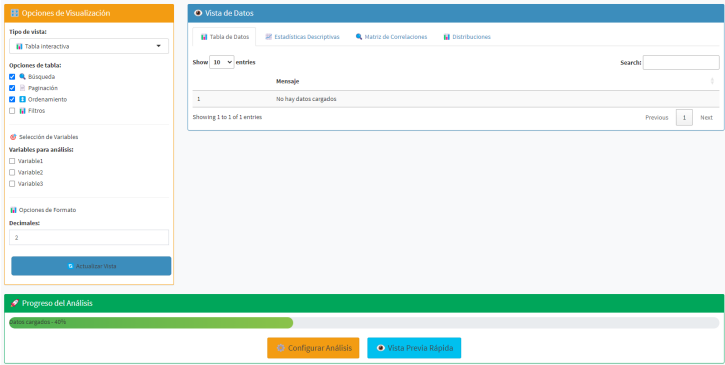 Opciones de Visualización
Tipo de vista:
Tabla interactiva
Opciones de tabla:
Búsqueda
Paginación
Ordenamiento
Filtros
Selección de Variables
Variables para análisis:
Variable1
Variable2
Variable3
Opciones de Formato
Decimales:
2
Actualizar Vista
Vista de Datos
Tabla de Datos Estadísticas Descriptivas Matriz de Correlaciones Distribuciones
Show 10 entries Search:
Mensaje
1 No hay datos cargados
Showing 1 to 1 of 1 entries Previous 1 Next
Progreso del Análisis
Datos cargados - 40%
Configurar Análisis Vista Previa Rápida